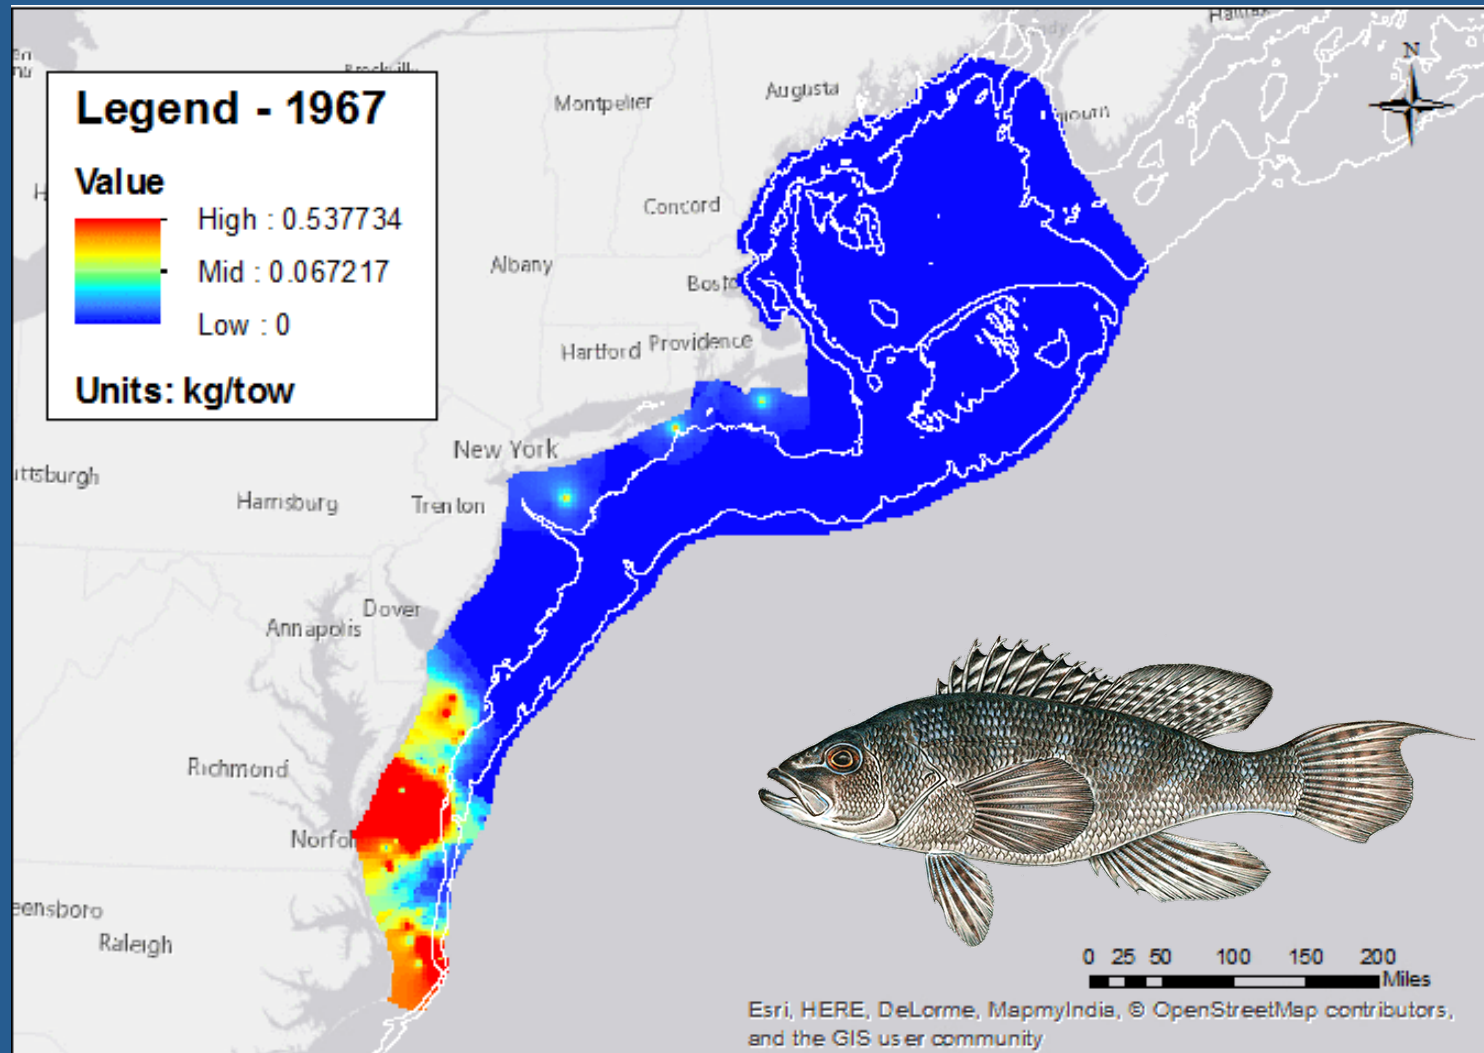 Legend - 1967
Value
High : 0.537734
Mid : 0.067217
Low : 0
Units: kg/tow
Halifax
N
Montpelier
Augusta
Concord
Albany
Hartford
Providence
New York
Harrisburg
Trenton
Dover
Annapolis
Richmond
Raleigh
0 25 50 100 150 200
Miles
Esri, HERE, DeLorme, MapmyIndia, © OpenStreetMap contributors,
and the GIS user community